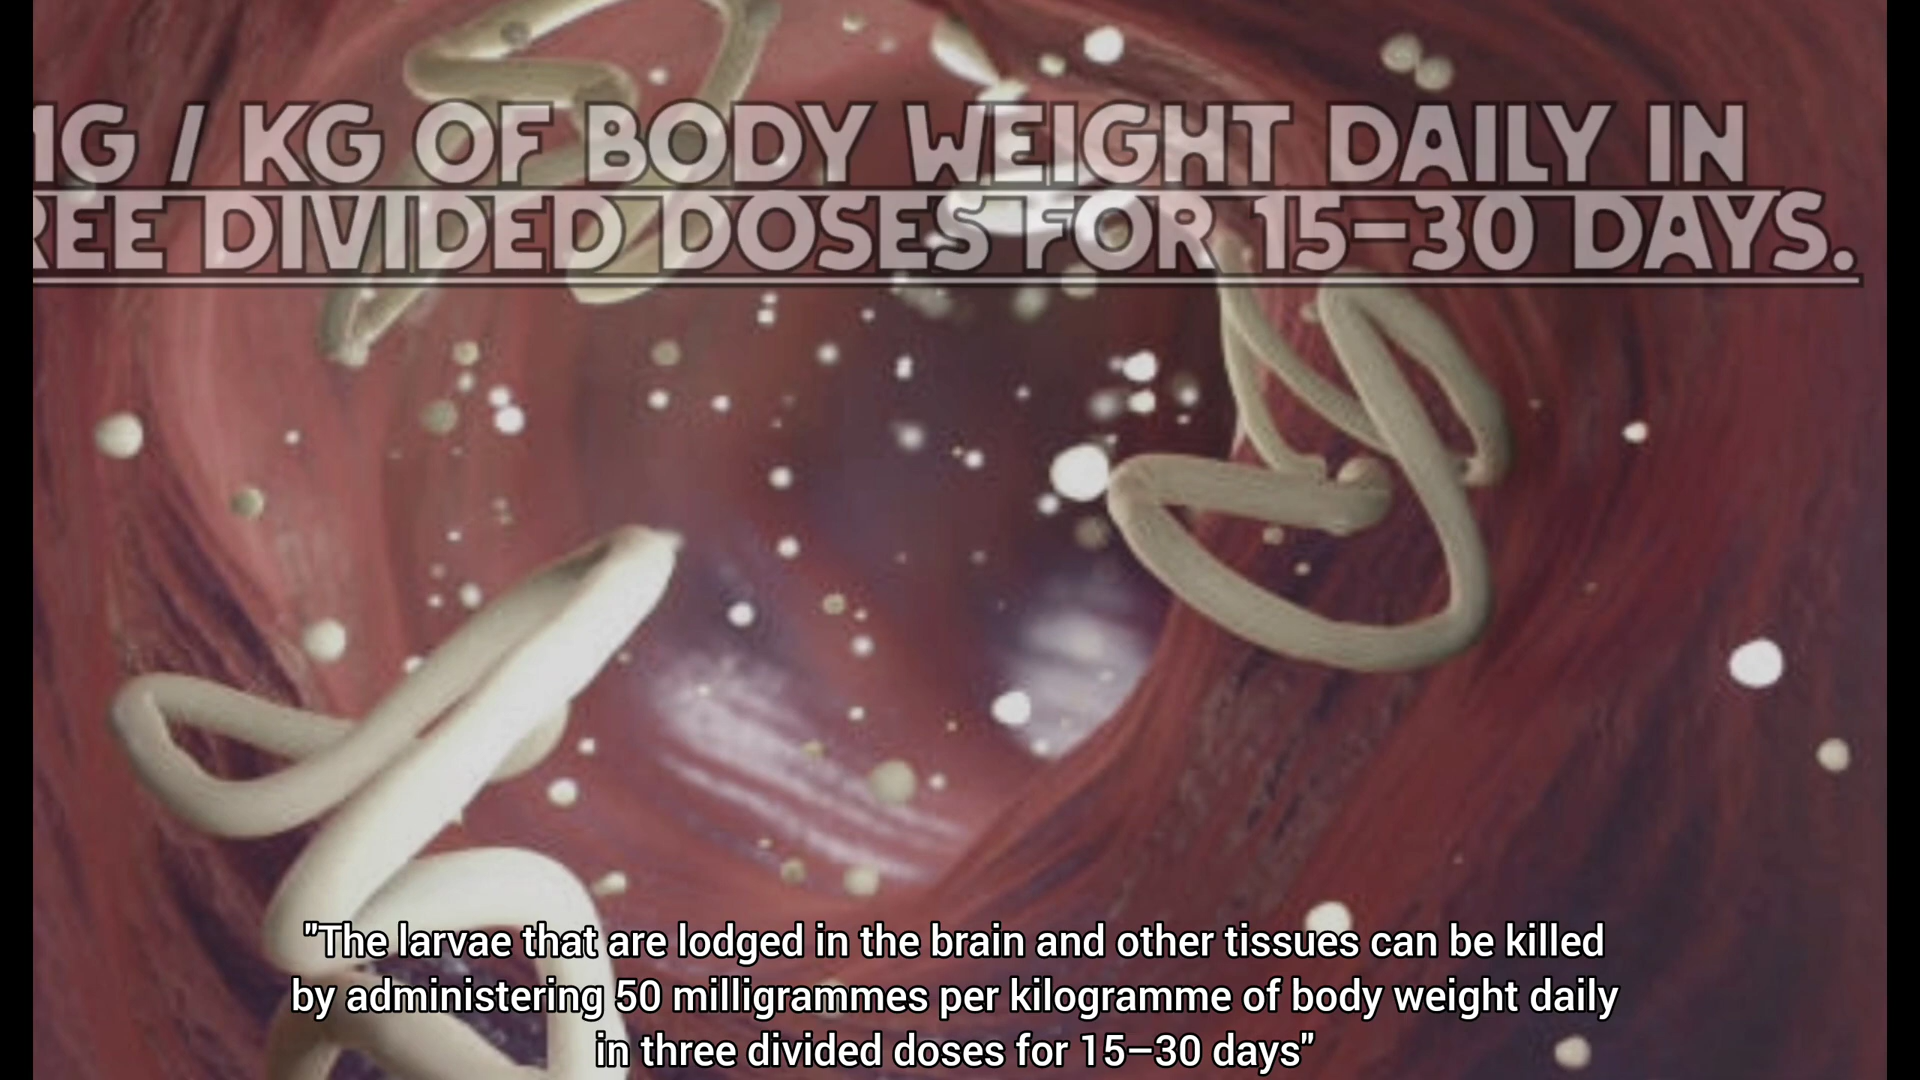 MG / KG OF BODY WEIGHT DAILY IN
REE DIVIDED DOSES FOR 15–30 DAYS.
"The larvae that are lodged in the brain and other tissues can be killed
by administering 50 milligrammes per kilogramme of body weight daily
in three divided doses for 15–30 days"